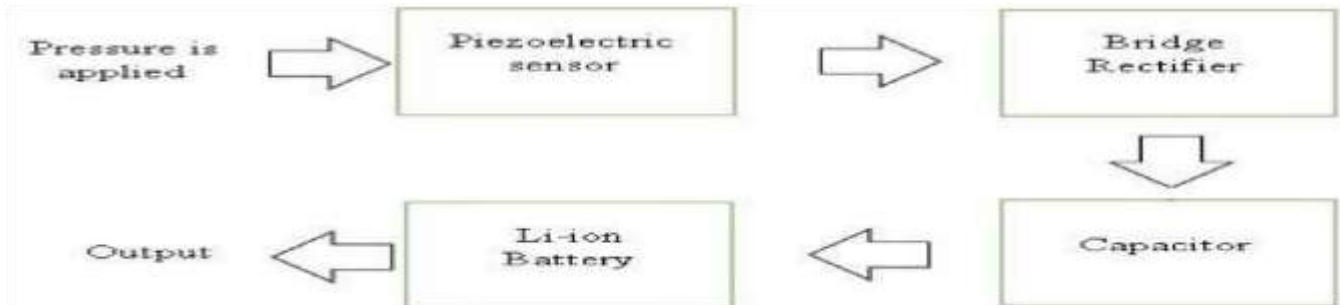 Pressure is
applied
Piezoelectric
sensor
Bridge
Rectifier
Output
Li-ion
Battery
Capacitor